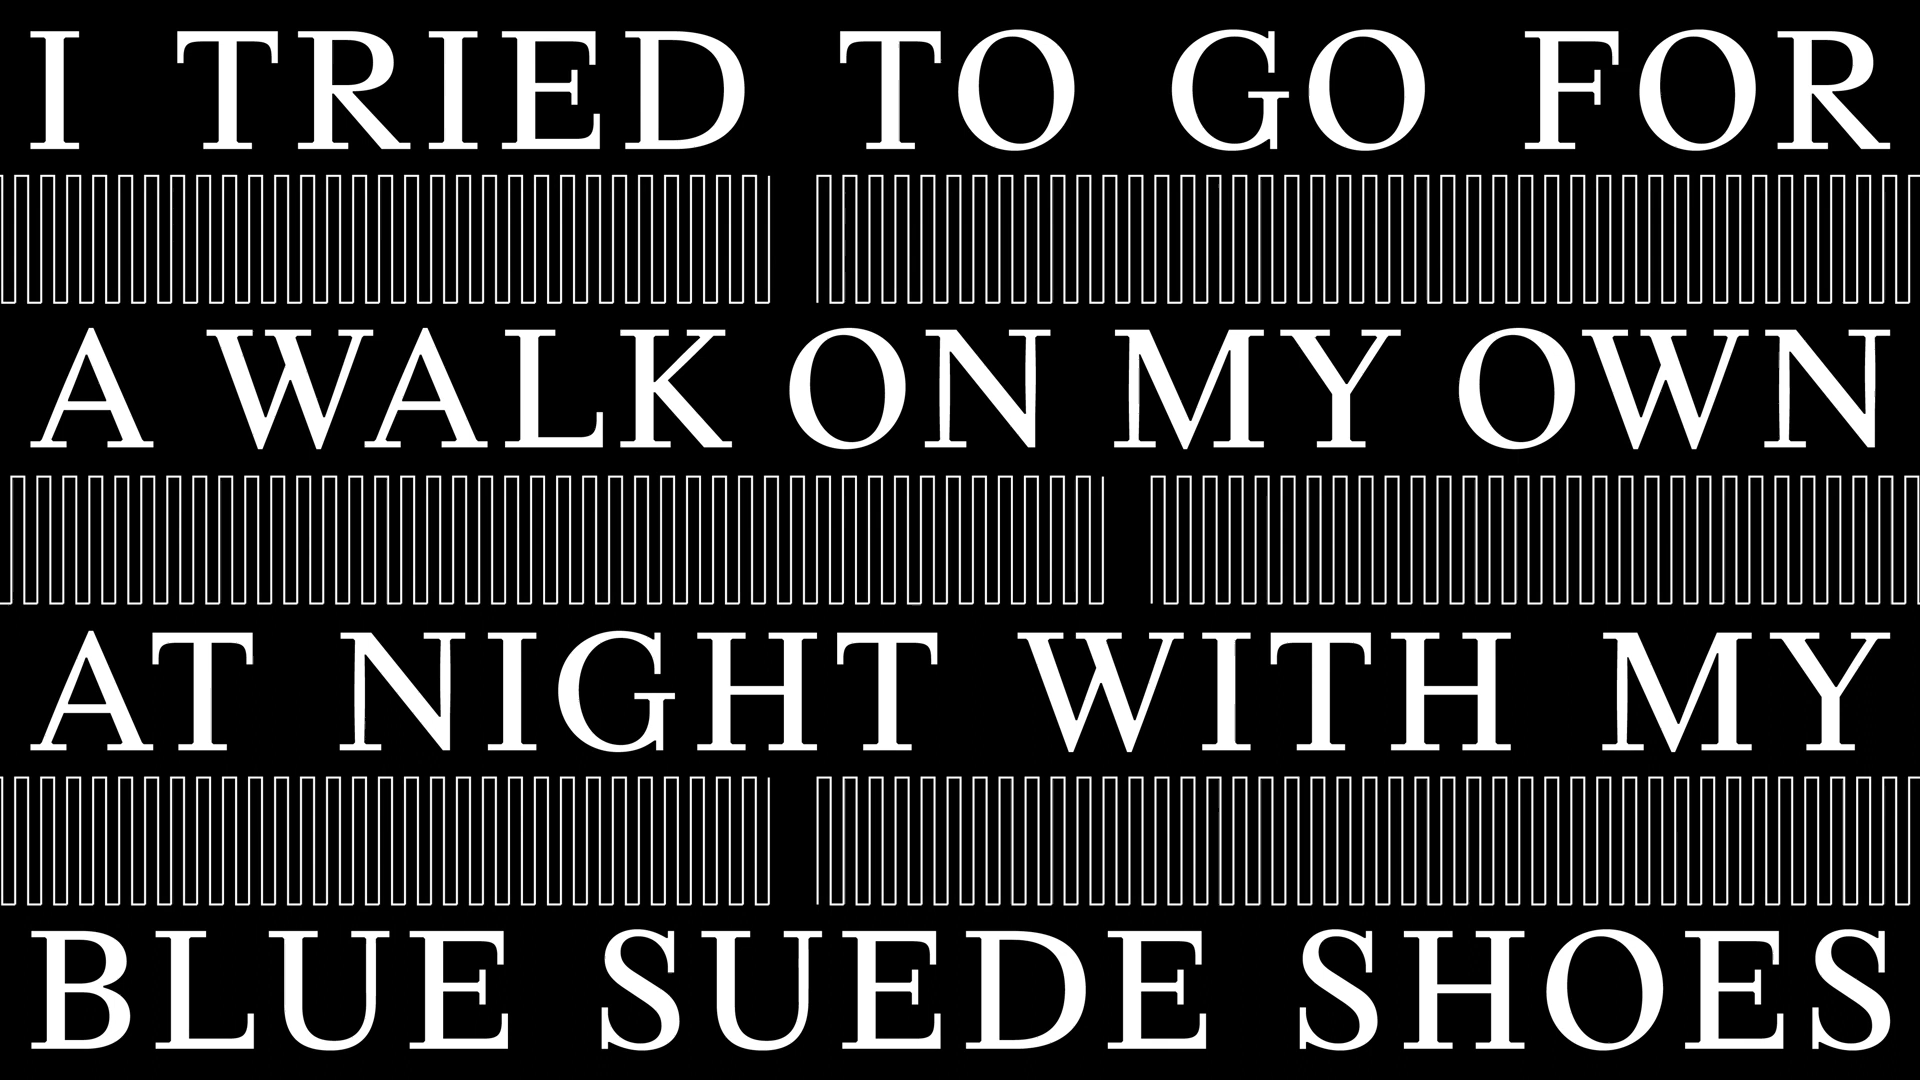 I TRIED TO GO FOR
A WALK ON MY OWN
AT NIGHT WITH MY
BLUE SUEDE SHOES